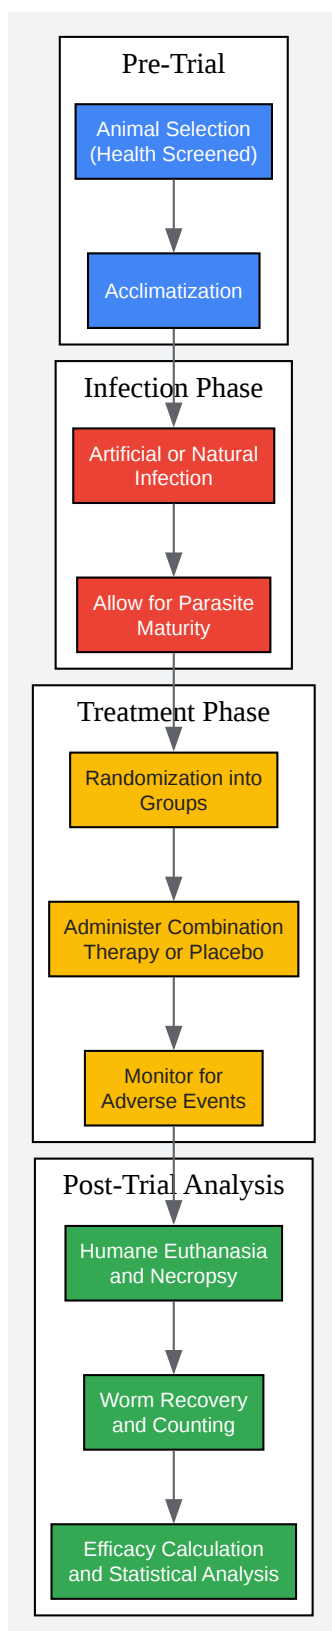 Pre-Trial
Animal Selection
(Health Screened)
Acclimatization
Infection Phase
Artificial or Natural
Infection
Allow for Parasite
Maturity
Treatment Phase
Randomization into
Groups
Administer Combination
Therapy or Placebo
Monitor for
Adverse Events
Post-Trial Analysis
Humane Euthanasia
and Necropsy
Worm Recovery
and Counting
Efficacy Calculation
and Statistical Analysis